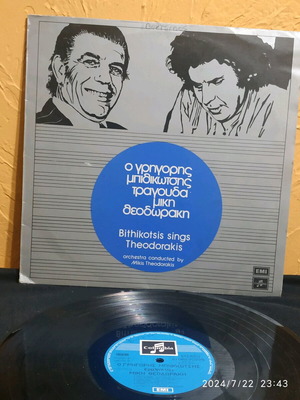 ο γρηγορης
μπιθικωτσης
τραγουδα
μικη
θεοδωρακη
Bithikotsis sings
Theodorakis
orchestra conducted by
Mikis Theodorakis
EMI
Columbia
EMI
2024/7/22 23:43